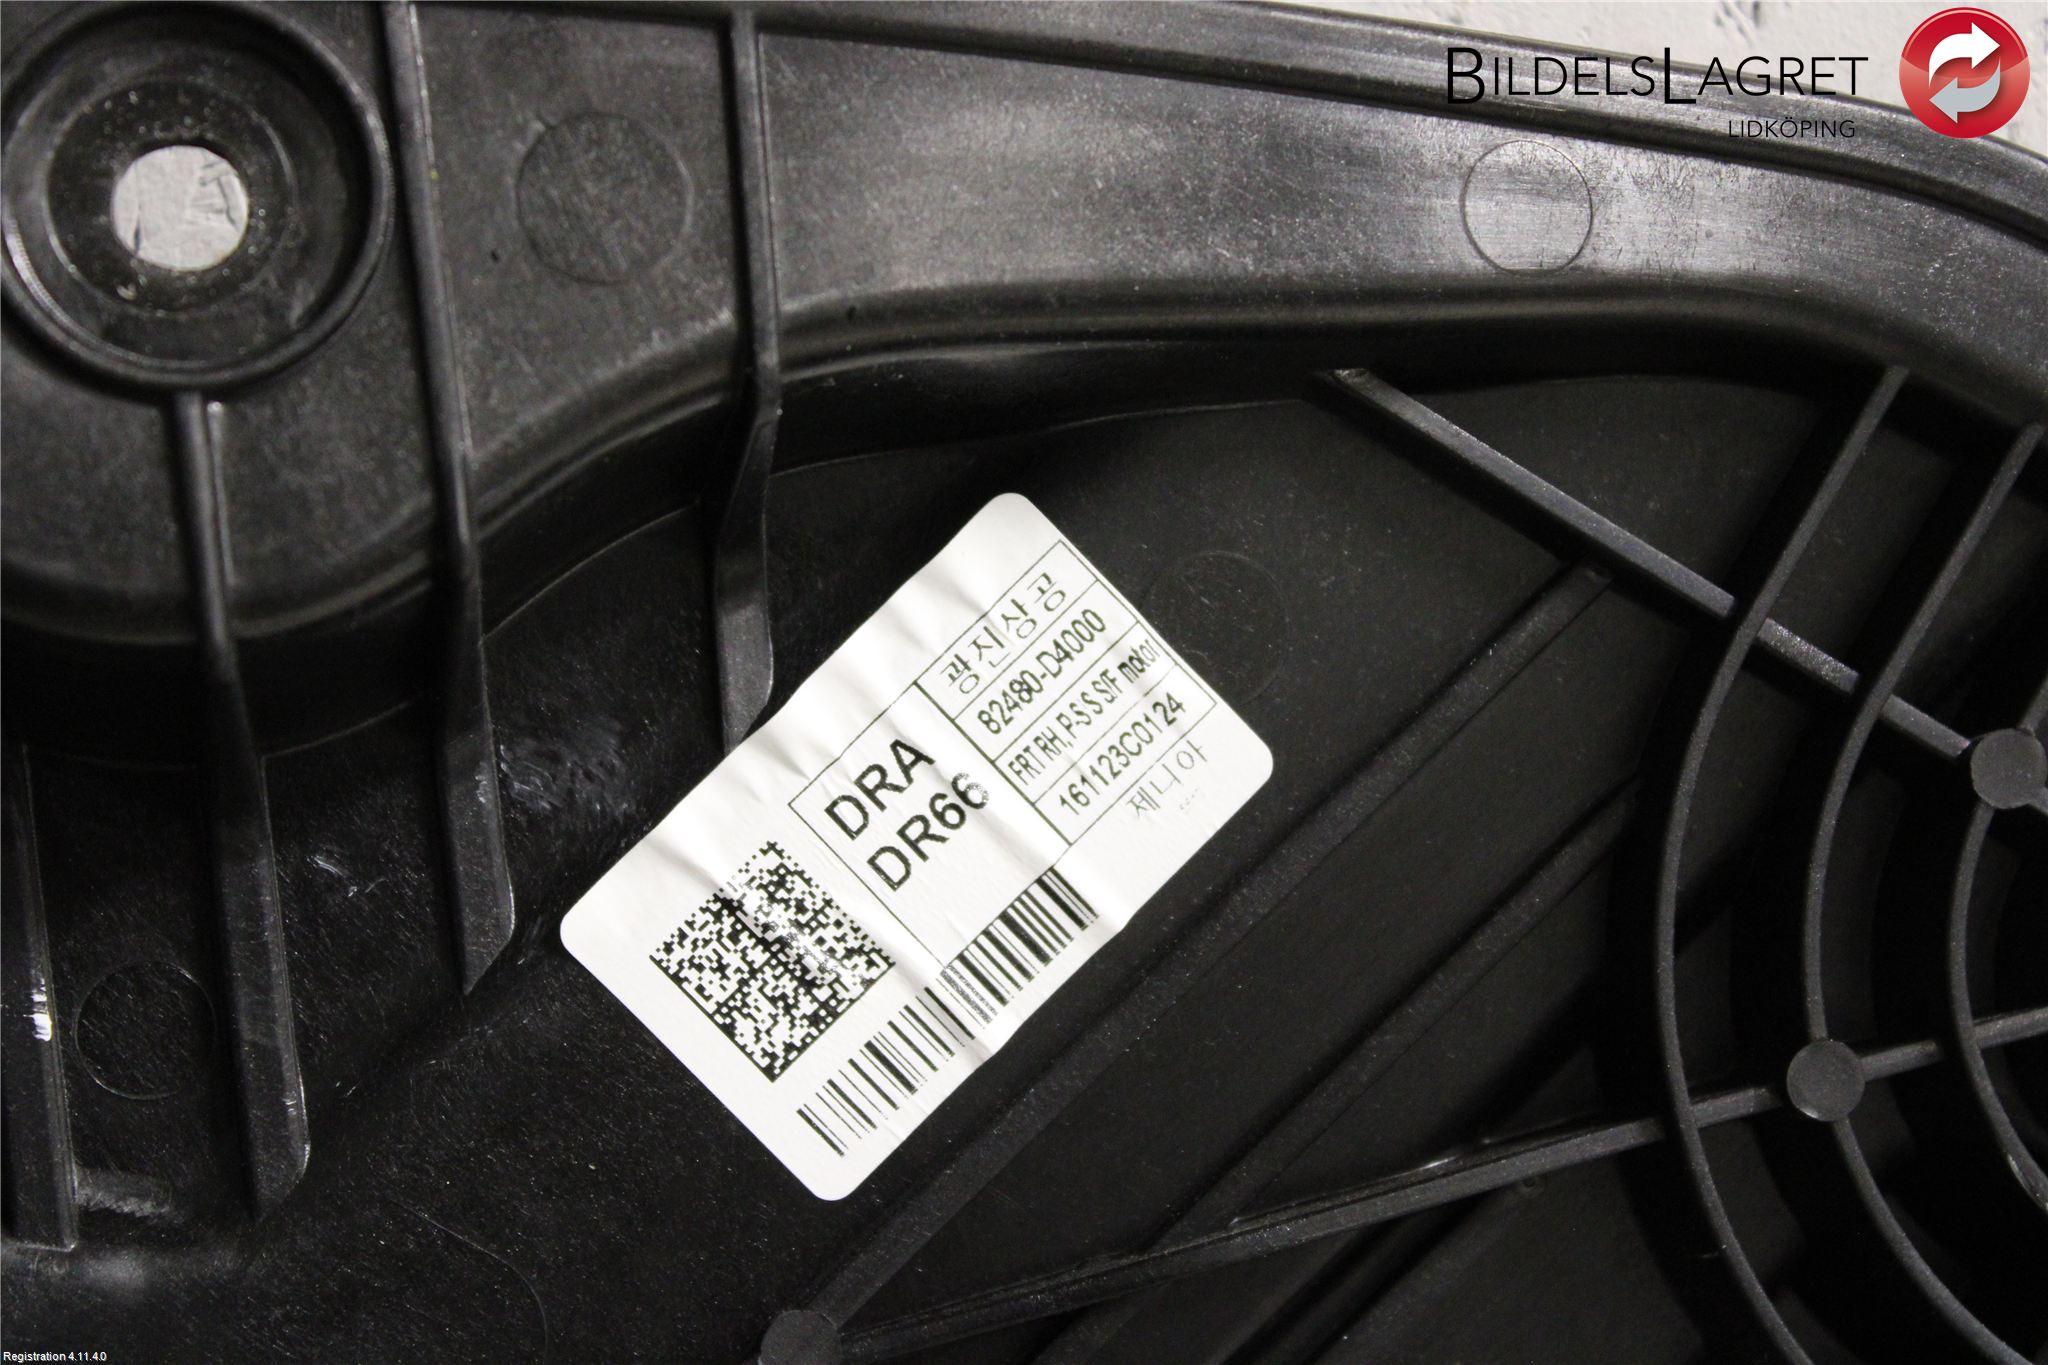 BILDELSLAGRET
LIDKÖPING
광진상공
82480-D4000
FRT RH, P-S S S/F motor
161123C0124
제니아
DRA
DR66
Registration 4.11.4.0